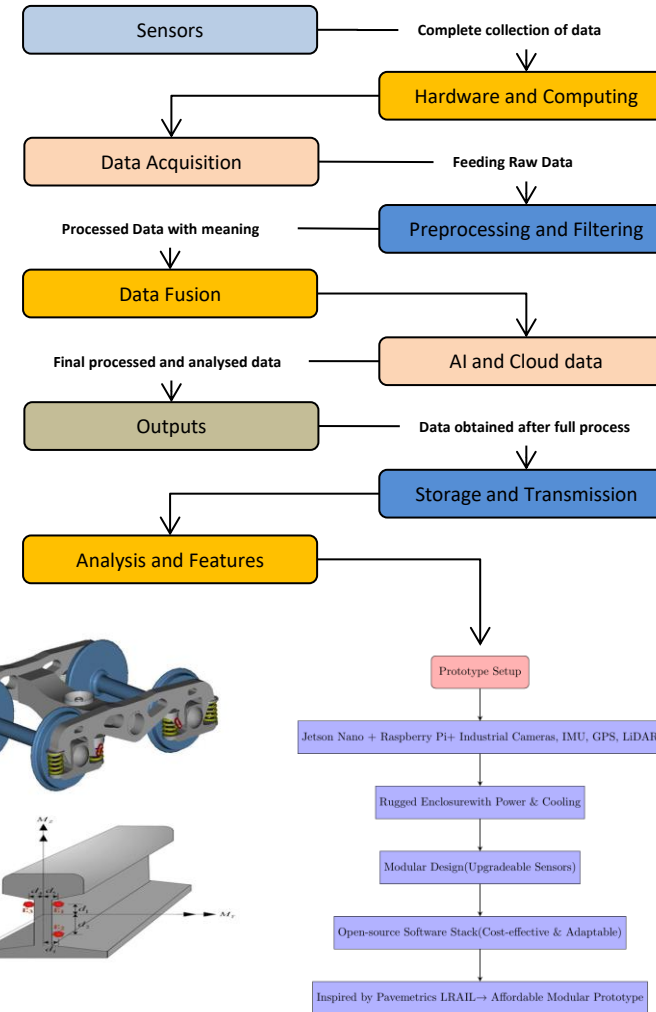 Sensors
Complete collection of data
Hardware and Computing
Data Acquisition
Feeding Raw Data
Processed Data with meaning
Preprocessing and Filtering
Data Fusion
Final processed and analysed data
AI and Cloud data
Outputs
Data obtained after full process
Storage and Transmission
Analysis and Features
Prototype Setup
Jetson Nano + Raspberry Pi+ Industrial Cameras, IMU, GPS, LiDAR
Rugged Enclosurewith Power & Cooling
Modular Design(Upgradeable Sensors)
Open-source Software Stack(Cost-effective & Adaptable)
Inspired by Pavemetrics LRAIL→ Affordable Modular Prototype